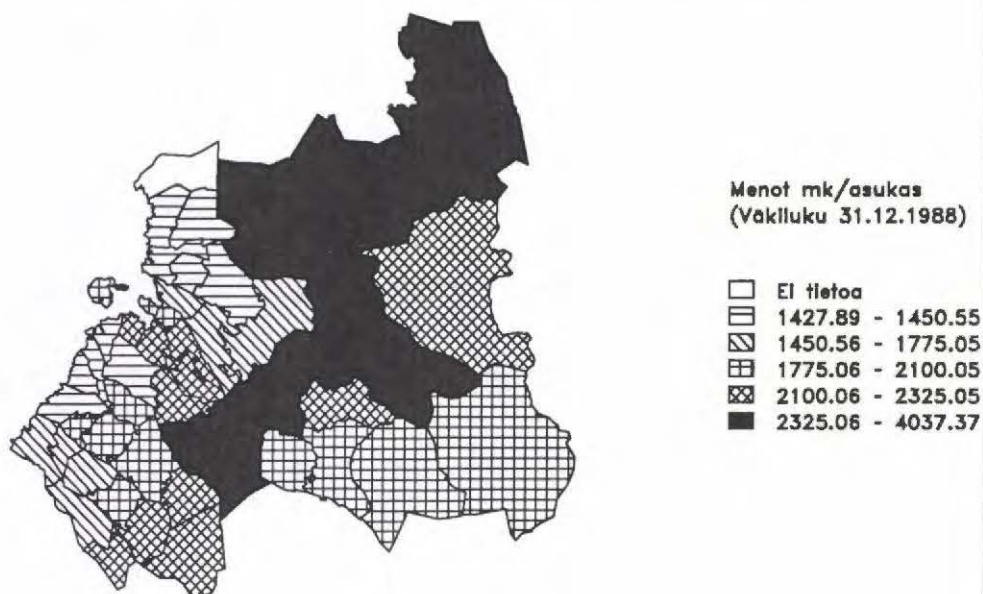 Menot mk/asukas
(Väkiluku 31.12.1988)
Ei tietoa
1427.89 - 1450.55
1450.56 - 1775.05
1775.06 - 2100.05
2100.06 - 2325.05
2325.06 - 4037.37